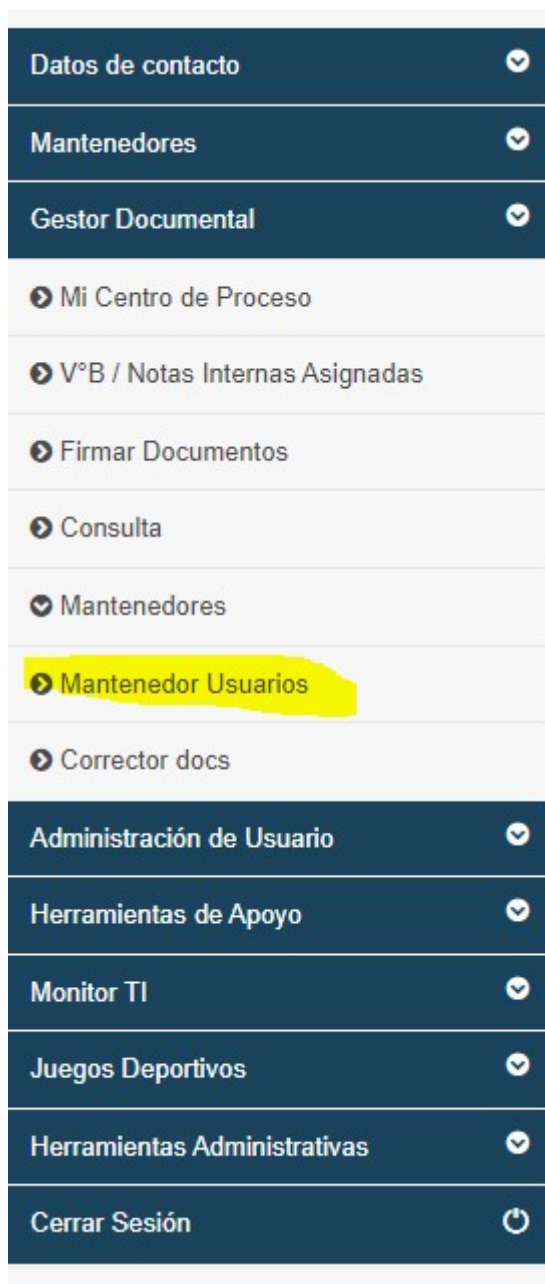 Datos de contacto
Mantenedores
Gestor Documental
Mi Centro de Proceso
V°B / Notas Internas Asignadas
Firmar Documentos
Consulta
Mantenedores
Mantenedor Usuarios
Corrector docs
Administración de Usuario
Herramientas de Apoyo
Monitor TI
Juegos Deportivos
Herramientas Administrativas
Cerrar Sesión